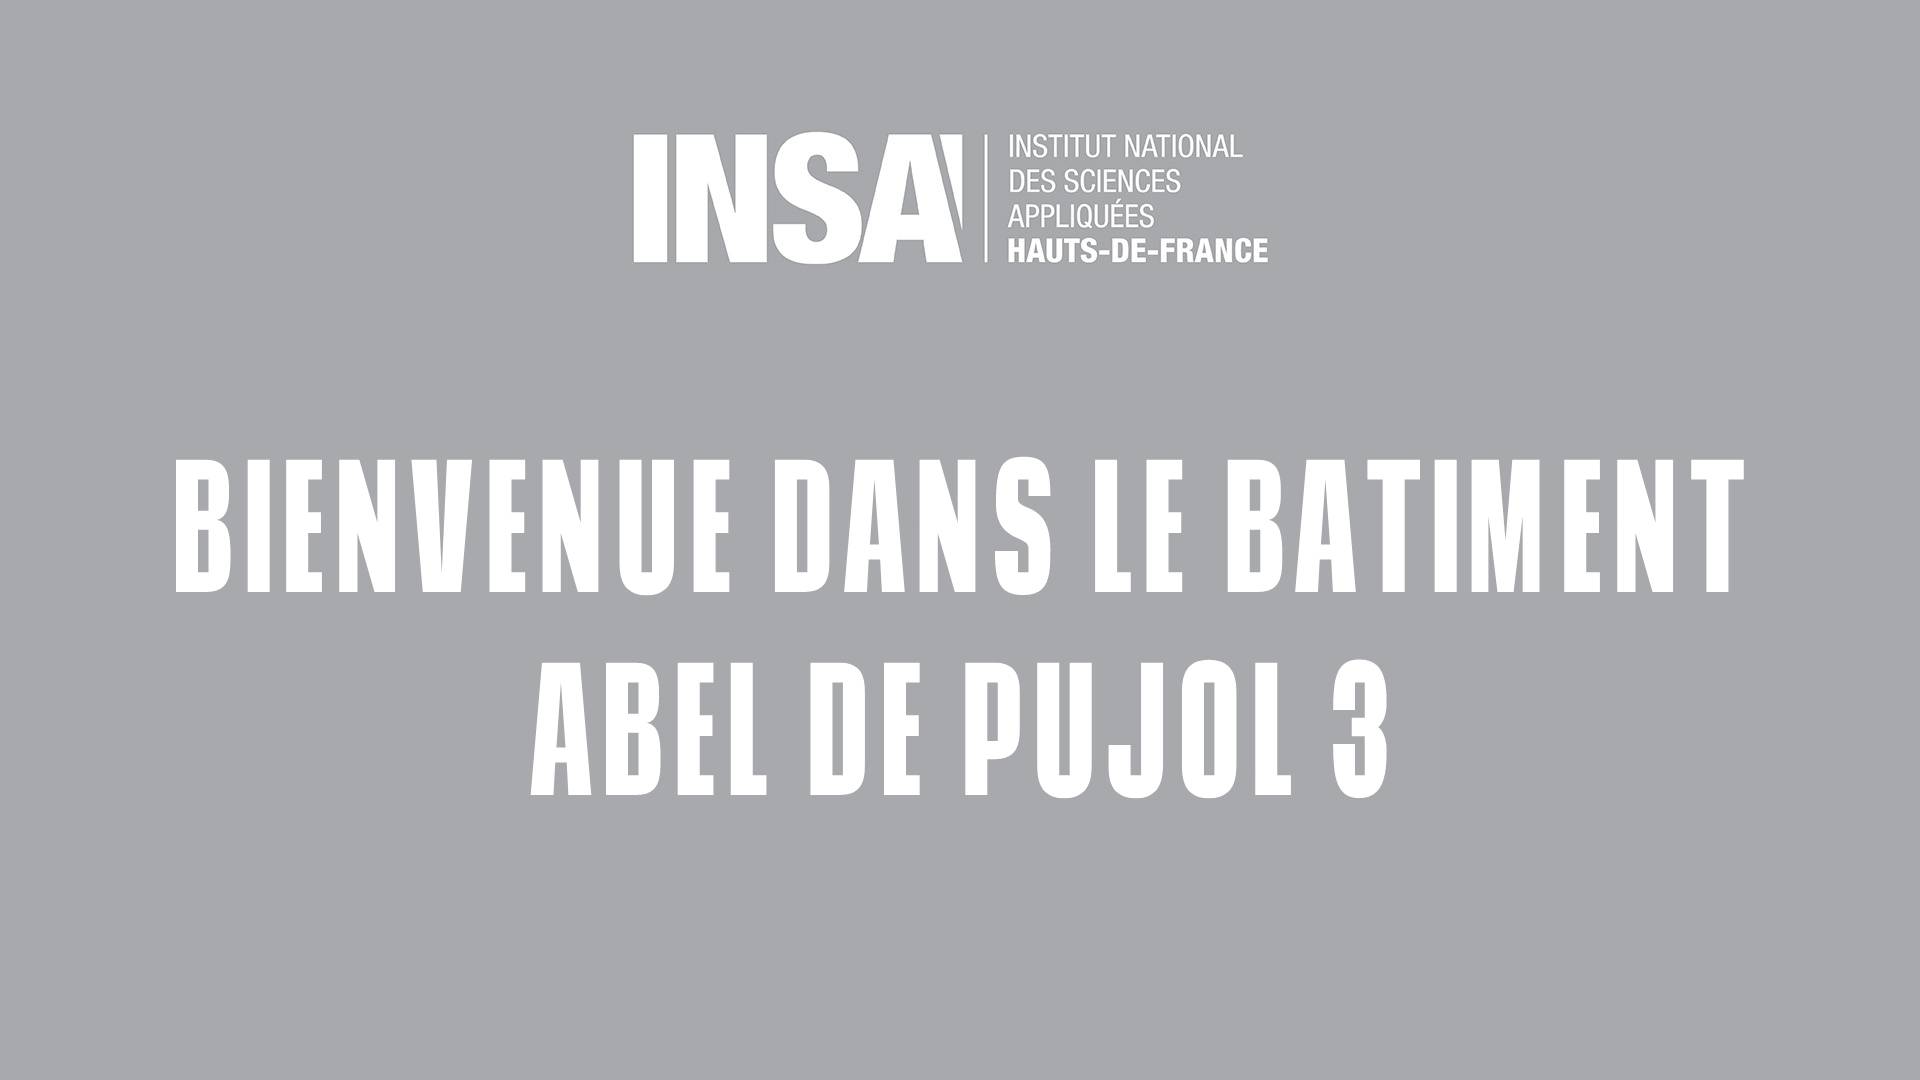 INSA
INSTITUT NATIONAL
DES SCIENCES
APPLIQUÉES
HAUTS-DE-FRANCE
BIENVENUE DANS LE BATIMENT
ABEL DE PUJOL 3